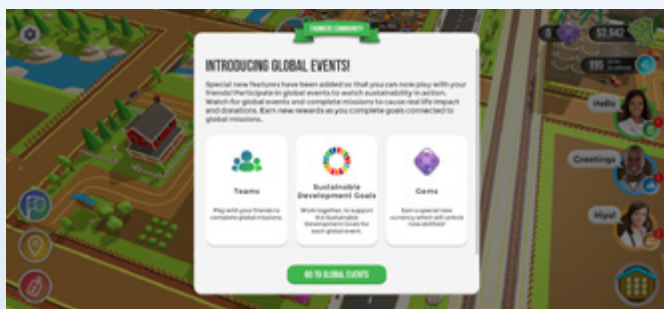 FARMERS COMMUNITY
INTRODUCING GLOBAL EVENTS!
Special new features have been added so that you can now play with your
friends! Participate in global events to watch sustainability in action.
Watch for global events and complete missions to cause real life impact
and donations. Earn new rewards as you complete goals connected to
global missions.
Teams
Play with your friends to
complete global missions.
Sustainable
Development Goals
Work together, to support
the Sustainable
Development Goals for
each global event.
Gems
Earn a special new
currency which will unlock
new abilities!
GO TO GLOBAL EVENTS
53,642
195
Hello
Greetings
Hiya!